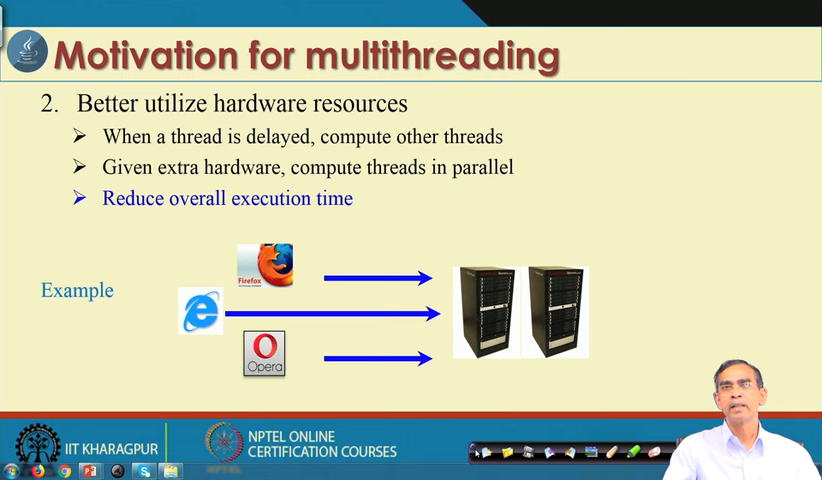 Motivation for multithreading
2. Better utilize hardware resources
➢ When a thread is delayed, compute other threads
➢ Given extra hardware, compute threads in parallel
➢ Reduce overall execution time
Firefox
Example
Opera
IIT KHARAGPUR
NPTEL ONLINE
CERTIFICATION COURSES
NPTEL